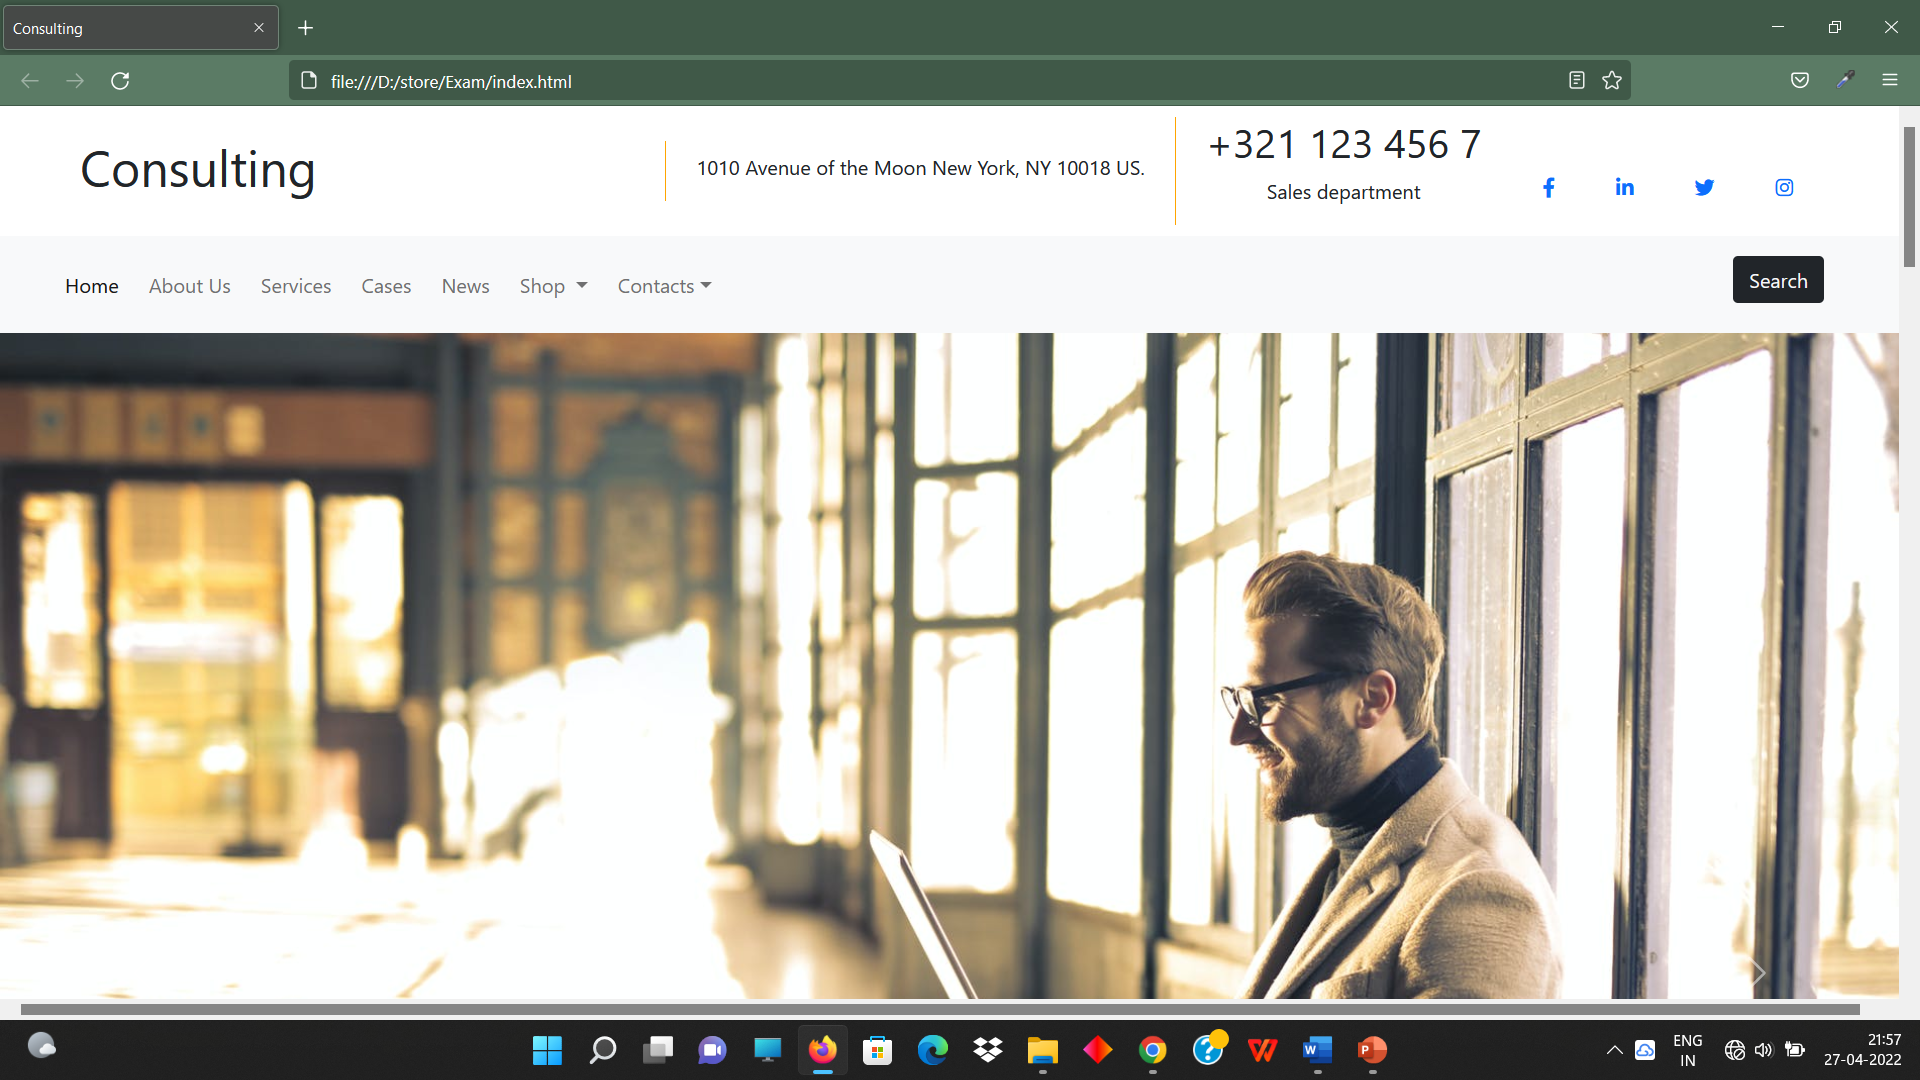 Consulting
file:///D:/store/Exam/index.html
Consulting
1010 Avenue of the Moon New York, NY 10018 US.
+321 123 456 7
Sales department
Home About Us Services Cases News Shop Contacts
Search
ENG
IN
21:57
27-04-2022